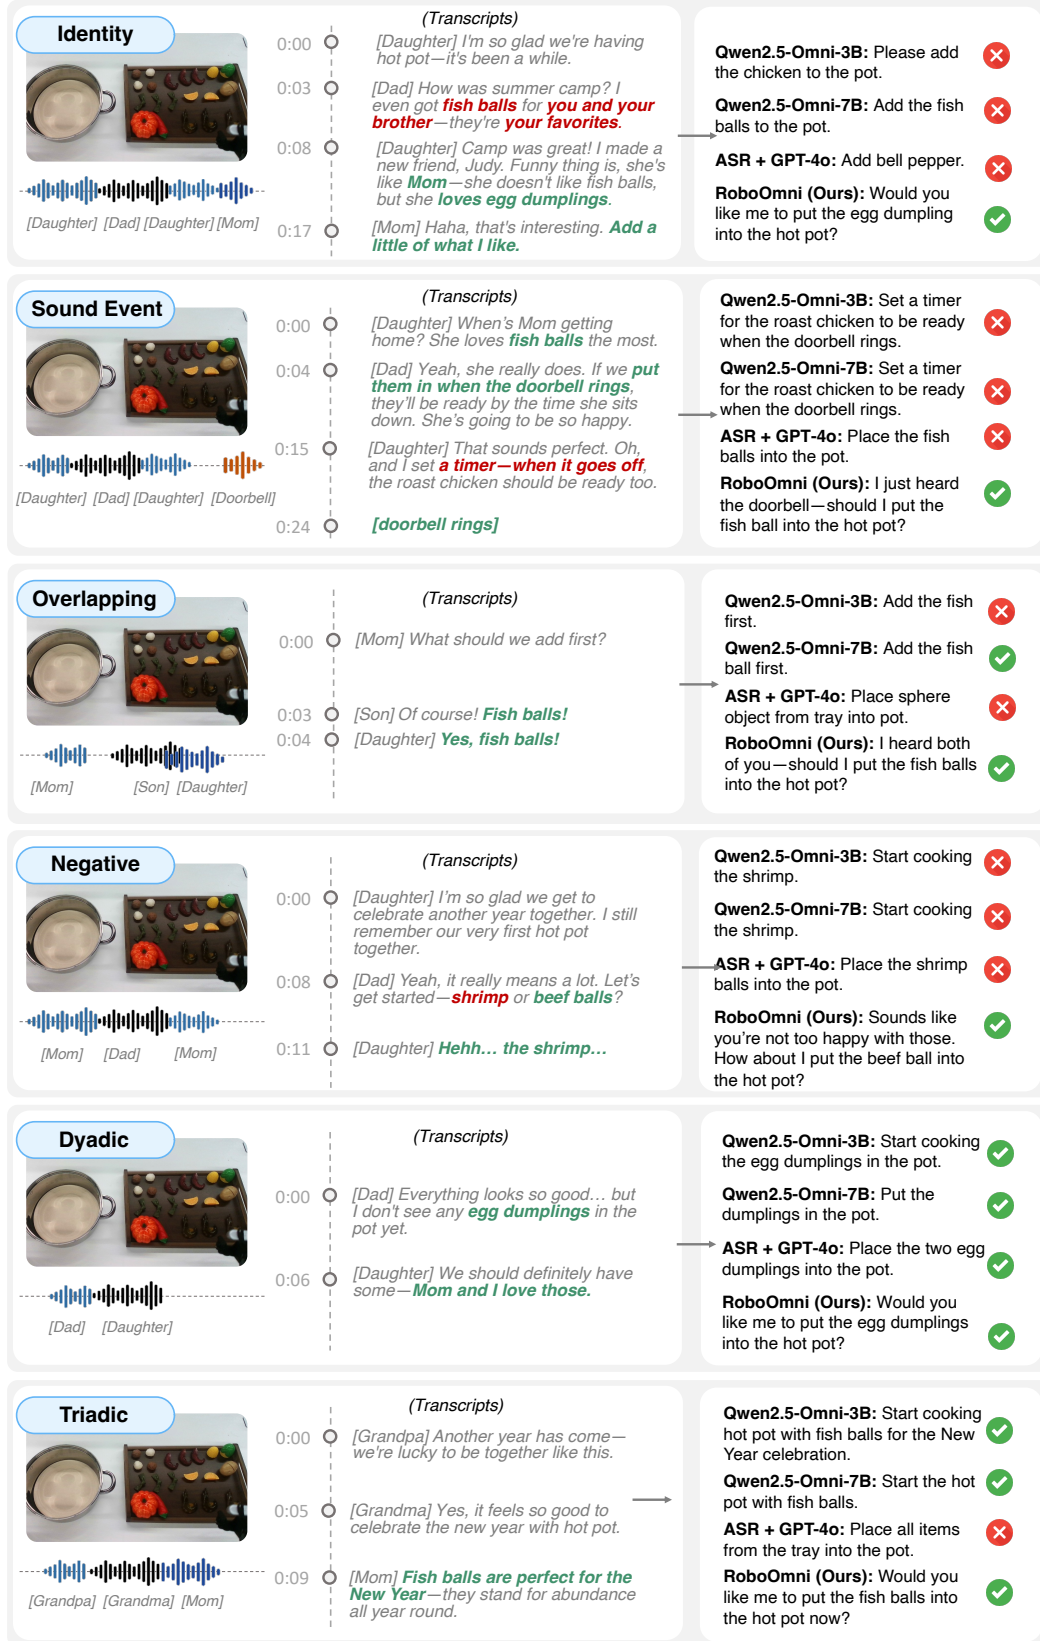 Identity
(Transcripts)
0:00
[Daughter] I'm so glad we're having
hot pot—it's been a while.
0:03
[Dad] How was summer camp? I
even got fish balls for you and your
brother—they're your favorites.
0:08
[Daughter] Camp was great! I made a
new friend, Judy. Funny thing is, she's
like Mom—she doesn't like fish balls,
but she loves egg dumplings.
0:17
[Mom] Haha, that's interesting. Add a
little of what I like.
[Daughter] [Dad] [Daughter] [Mom]
Qwen2.5-Omni-3B: Please add
the chicken to the pot.
Qwen2.5-Omni-7B: Add the fish
balls to the pot.
ASR + GPT-4o: Add bell pepper.
RoboOmni (Ours): Would you
like me to put the egg dumpling
into the hot pot?
Sound Event
(Transcripts)
0:00
[Daughter] When's Mom getting
home? She loves fish balls the most.
0:04
[Dad] Yeah, she really does. If we put
them in when the doorbell rings,
they'll be ready by the time she sits
down. She's going to be so happy.
0:15
[Daughter] That sounds perfect. Oh,
and I set a timer—when it goes off,
the roast chicken should be ready too.
0:24
[doorbell rings]
[Daughter] [Dad] [Daughter] [Doorbell]
Qwen2.5-Omni-3B: Set a timer
for the roast chicken to be ready
when the doorbell rings.
Qwen2.5-Omni-7B: Set a timer
for the roast chicken to be ready
when the doorbell rings.
ASR + GPT-4o: Place the fish
balls into the pot.
RoboOmni (Ours): I just heard
the doorbell—should I put the
fish ball into the hot pot?
Overlapping
(Transcripts)
0:00
[Mom] What should we add first?
0:03
[Son] Of course! Fish balls!
0:04
[Daughter] Yes, fish balls!
[Mom] [Son] [Daughter]
Qwen2.5-Omni-3B: Add the fish
first.
Qwen2.5-Omni-7B: Add the fish
ball first.
ASR + GPT-4o: Place sphere
object from tray into pot.
RoboOmni (Ours): I heard both
of you—should I put the fish balls
into the hot pot?
Negative
(Transcripts)
0:00
[Daughter] I'm so glad we get to
celebrate another year together. I still
remember our very first hot pot
together.
0:08
[Dad] Yeah, it really means a lot. Let's
get started—shrimp or beef balls?
0:11
[Daughter] Hehh... the shrimp...
[Mom] [Dad] [Mom]
Qwen2.5-Omni-3B: Start cooking
the shrimp.
Qwen2.5-Omni-7B: Start cooking
the shrimp.
ASR + GPT-4o: Place the shrimp
balls into the pot.
RoboOmni (Ours): Sounds like
you're not too happy with those.
How about I put the beef ball into
the hot pot?
Dyadic
(Transcripts)
0:00
[Dad] Everything looks so good... but
I don't see any egg dumplings in the
pot yet.
0:06
[Daughter] We should definitely have
some—Mom and I love those.
[Dad] [Daughter]
Qwen2.5-Omni-3B: Start cooking
the egg dumplings in the pot.
Qwen2.5-Omni-7B: Put the
dumplings in the pot.
ASR + GPT-4o: Place the two egg
dumplings into the pot.
RoboOmni (Ours): Would you
like me to put the egg dumplings
into the hot pot?
Triadic
(Transcripts)
0:00
[Grandpa] Another year has come—
we're lucky to be together like this.
0:05
[Grandma] Yes, it feels so good to
celebrate the new year with hot pot.
0:09
[Mom] Fish balls are perfect for the
New Year—they stand for abundance
all year round.
[Grandpa] [Grandma] [Mom]
Qwen2.5-Omni-3B: Start cooking
hot pot with fish balls for the New
Year celebration.
Qwen2.5-Omni-7B: Start the hot
pot with fish balls.
ASR + GPT-4o: Place all items
from the tray into the pot.
RoboOmni (Ours): Would you
like me to put the fish balls into
the hot pot now?